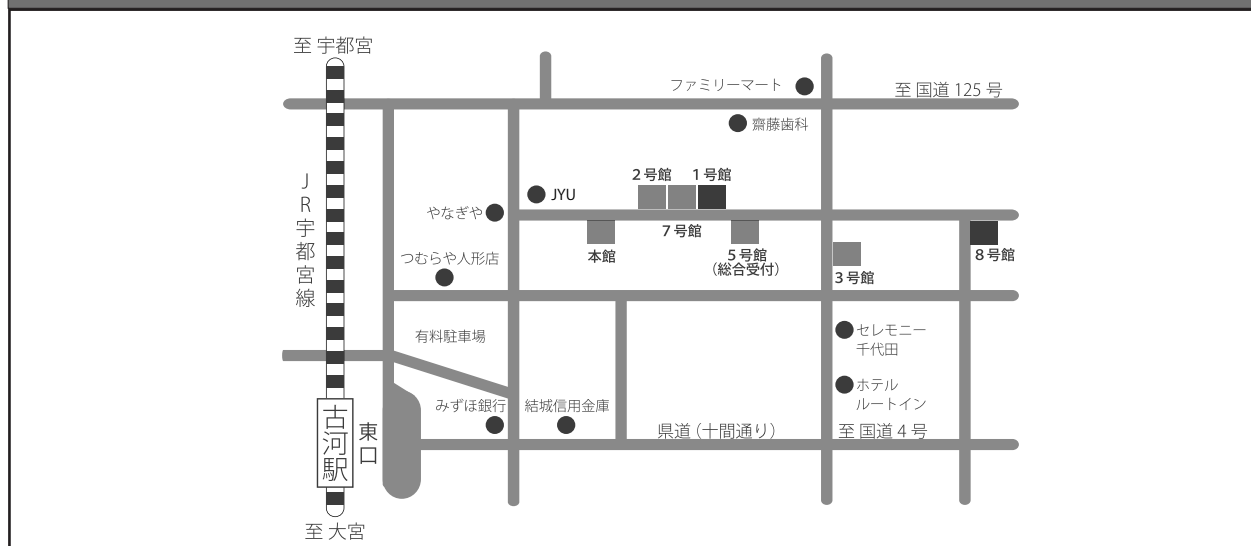 至 宇都宮
ファミリーマート
至 国道 125 号
齋藤歯科
JR宇都宮線
2 号館
1 号館
JYU
やなぎや
7 号館
本館
5 号館
（総合受付）
8 号館
つむらや人形店
3 号館
有料駐車場
セレモニー
千代田
ホテル
ルートイン
みずほ銀行
結城信用金庫
古河駅
東口
県道（十間通り）
至 国道 4 号
至 大宮